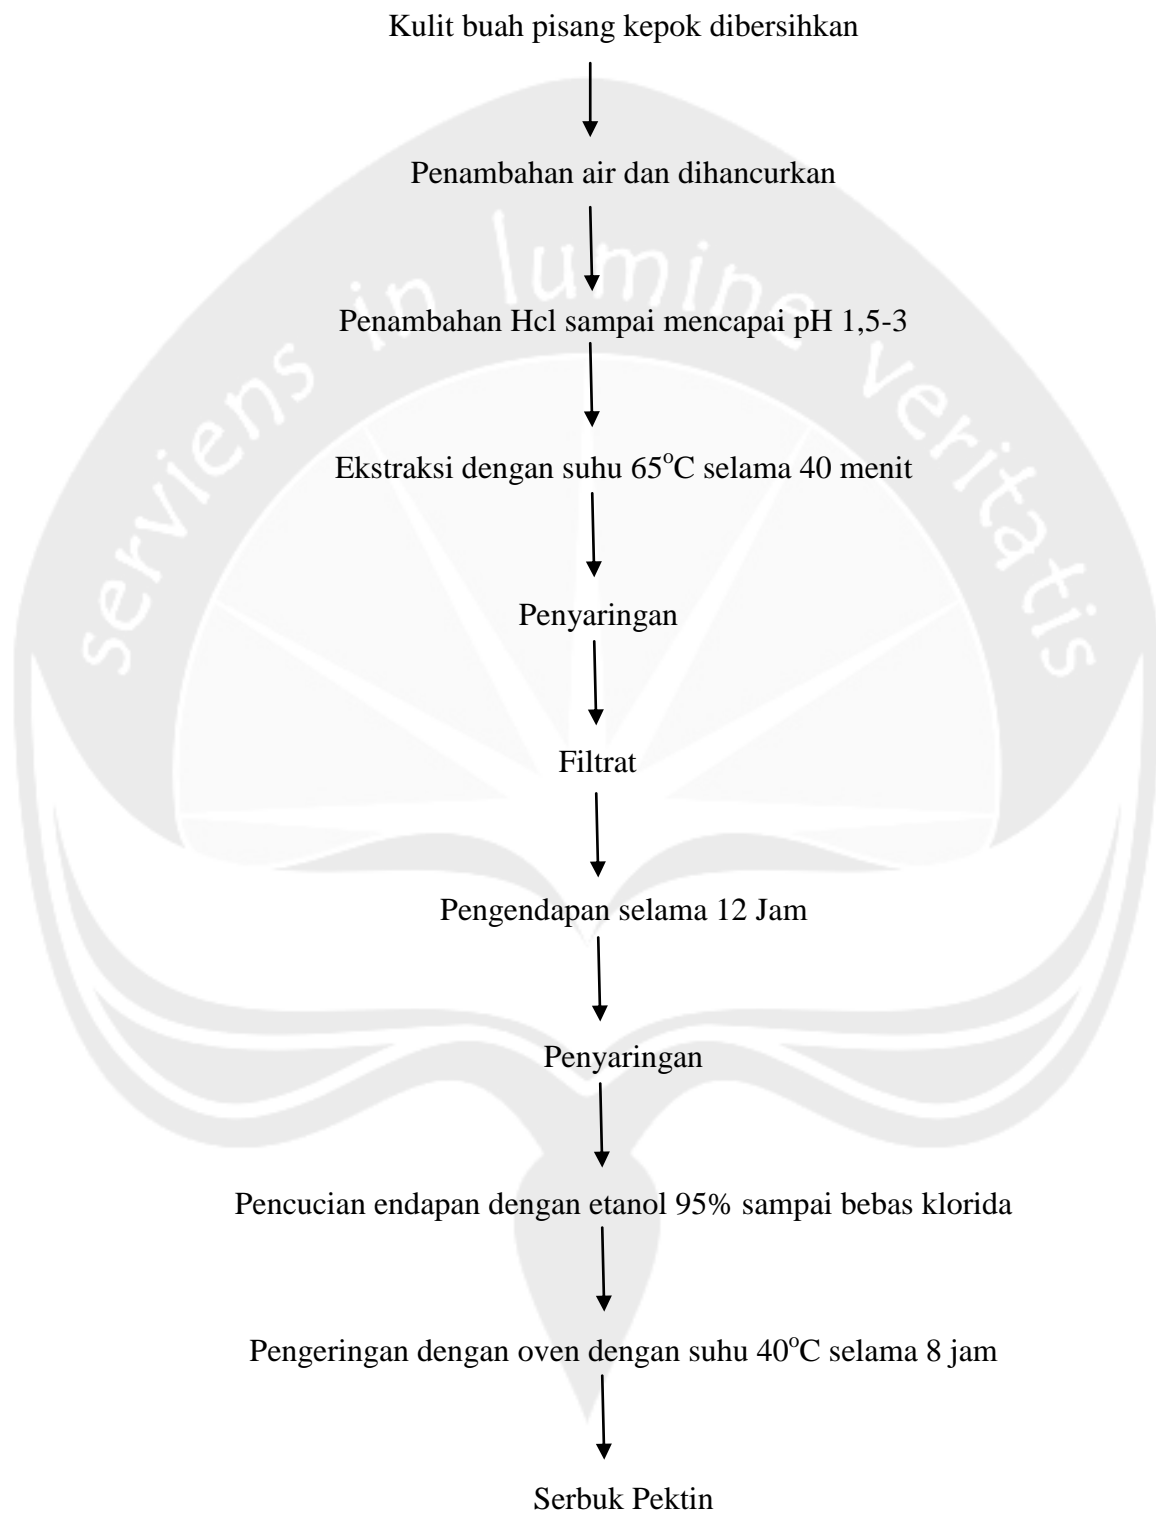 Kulit buah pisang kepok dibersihkan
Penambahan air dan dihancurkan
serviens in lumine veritatis
Penambahan Hcl sampai mencapai pH 1,5-3
Ekstraksi dengan suhu 65°C selama 40 menit
Penyaringan
Filtrat
Pengendapan selama 12 Jam
Penyaringan
Pencucian endapan dengan etanol 95% sampai bebas klorida
Pengeringan dengan oven dengan suhu 40°C selama 8 jam
Serbuk Pektin